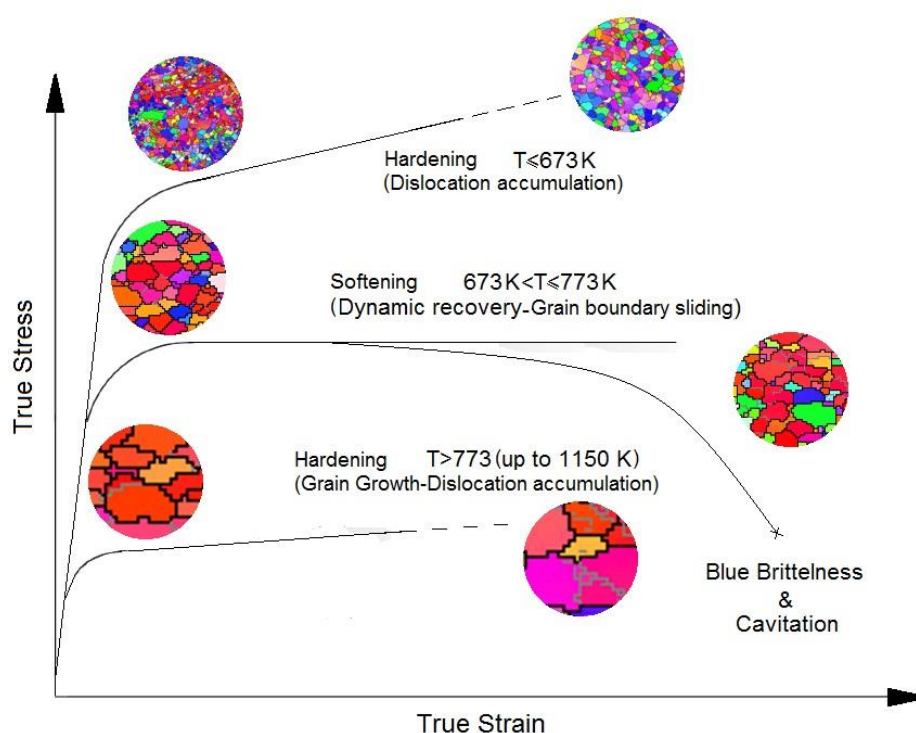 Hardening T≤673K
(Dislocation accumulation)
Softening 673K<T≤773K
(Dynamic recovery-Grain boundary sliding)
Hardening T>773 (up to 1150 K)
(Grain Growth-Dislocation accumulation)
Blue Brittelness
&
Cavitation
True Stress
True Strain